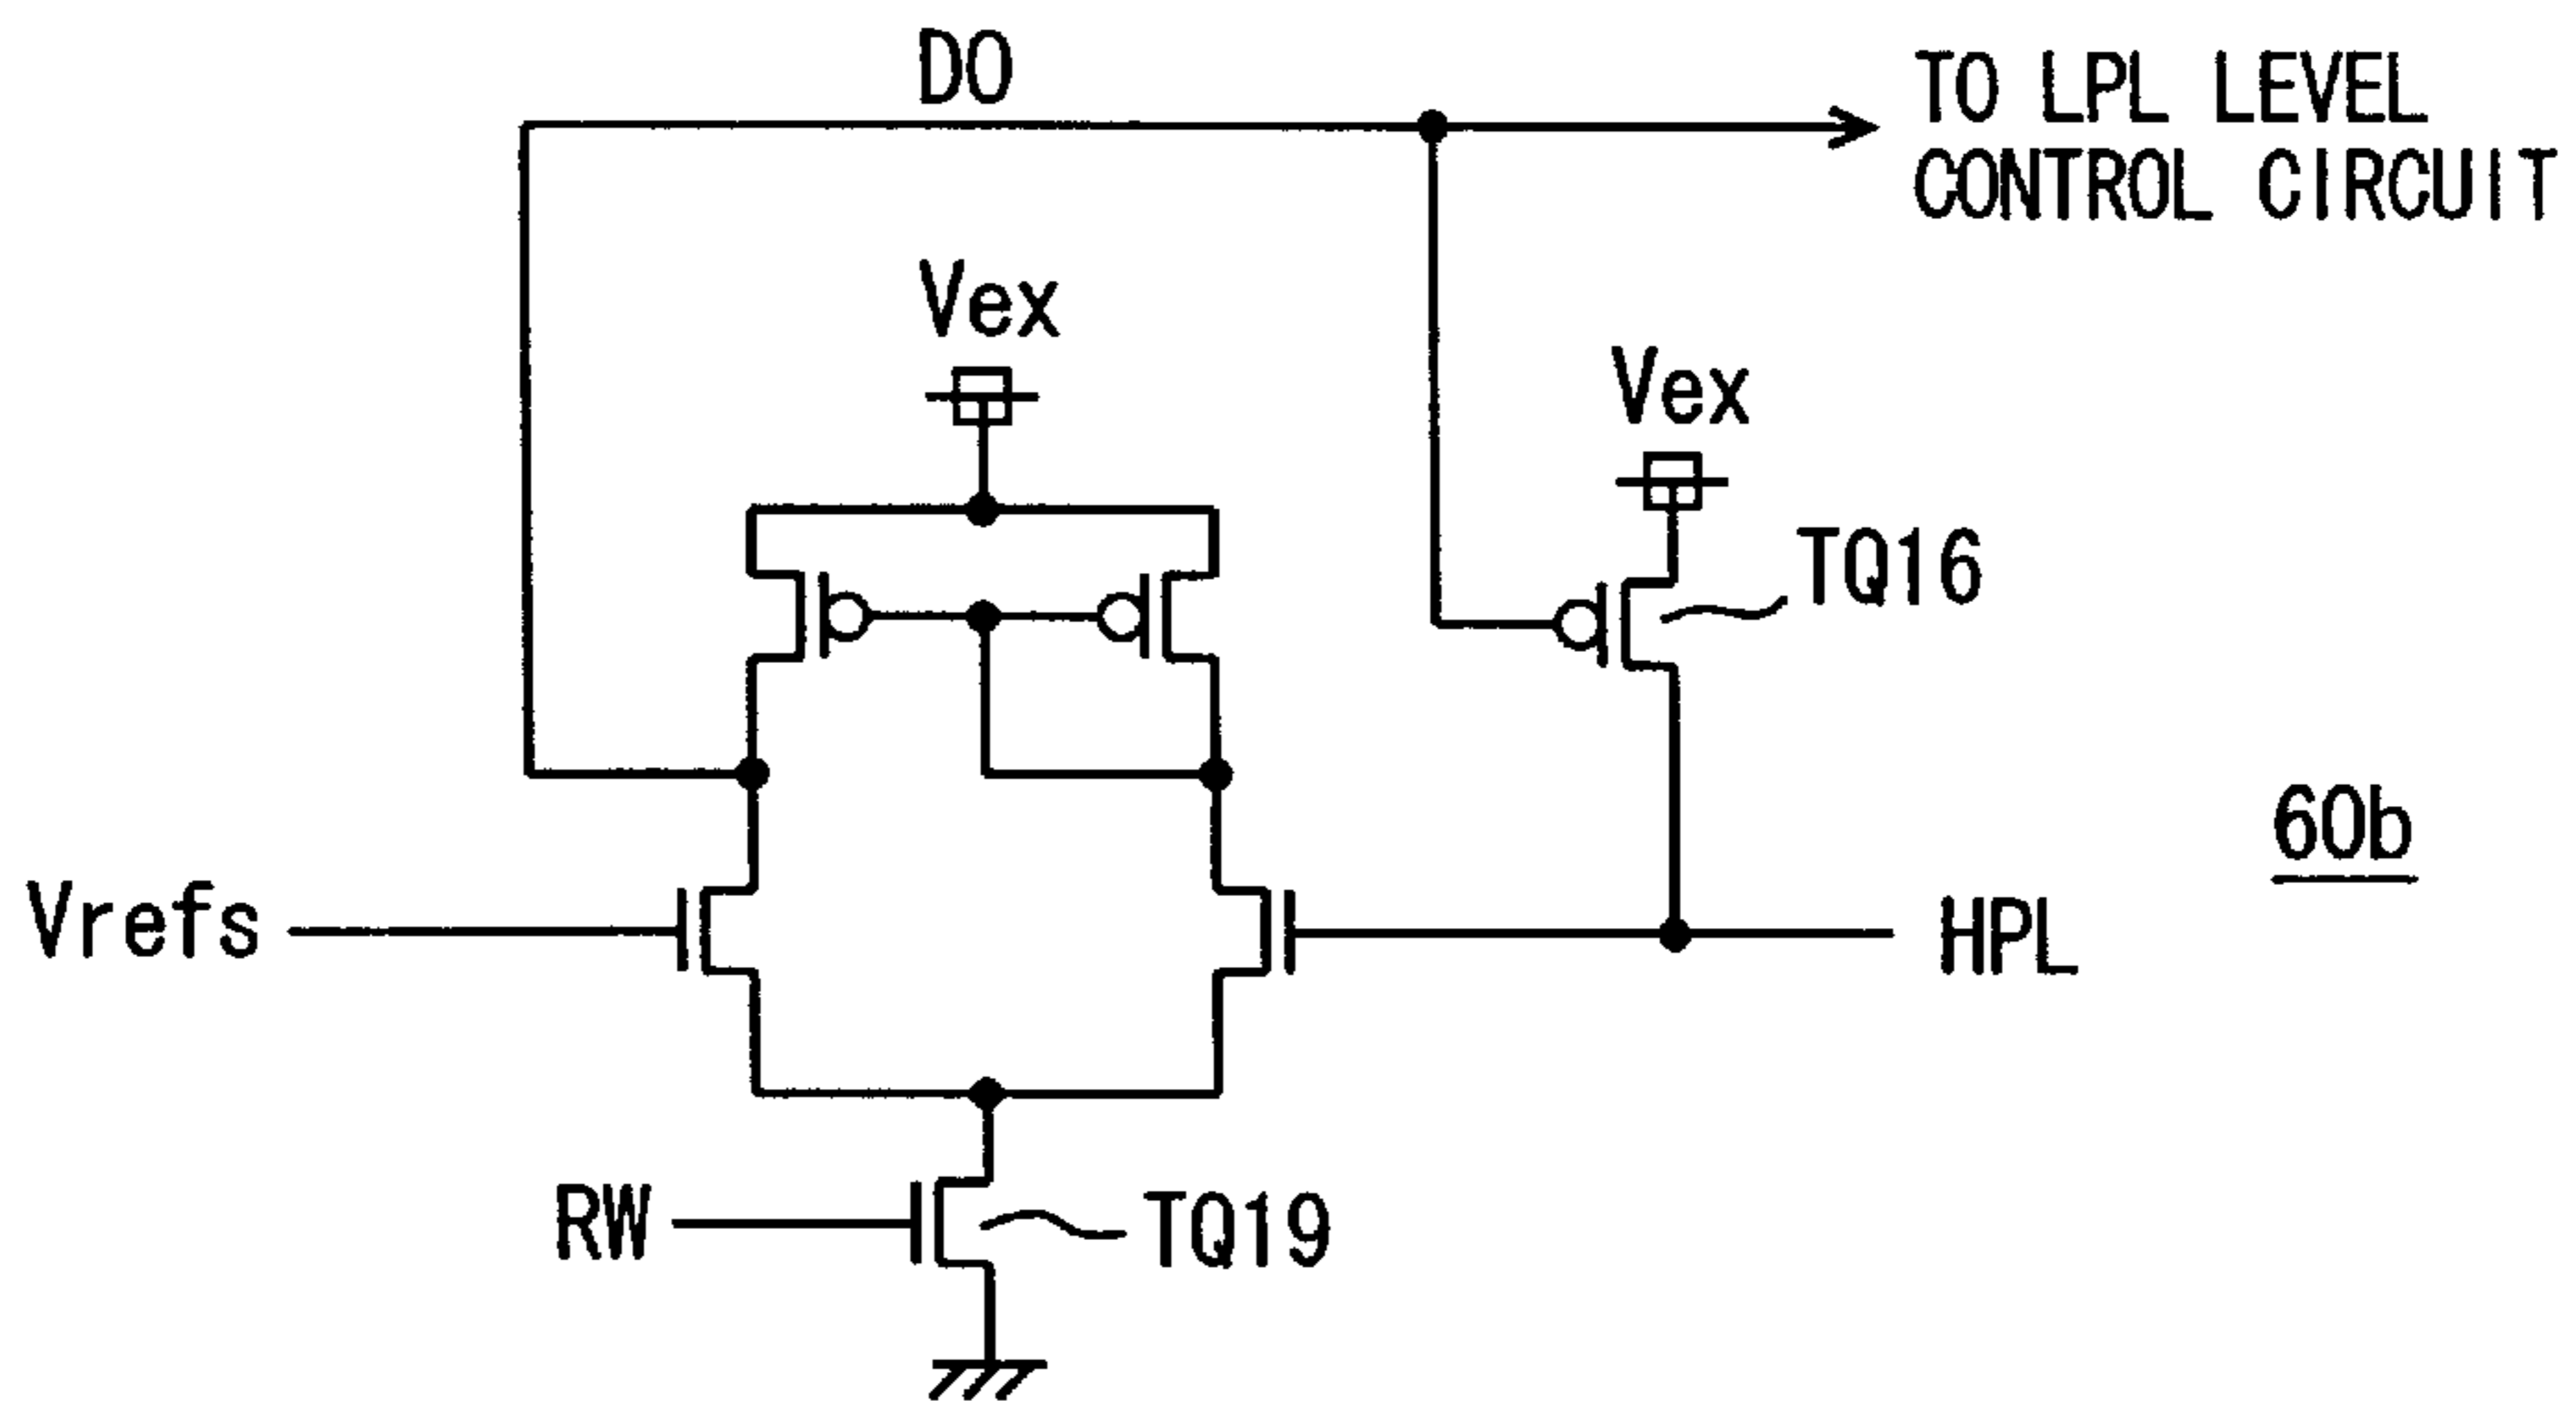 DO
TO LPL LEVEL
CONTROL CIRCUIT
Vex
Vex
TQ16
60b
Vrefs
HPL
RW
TQ19